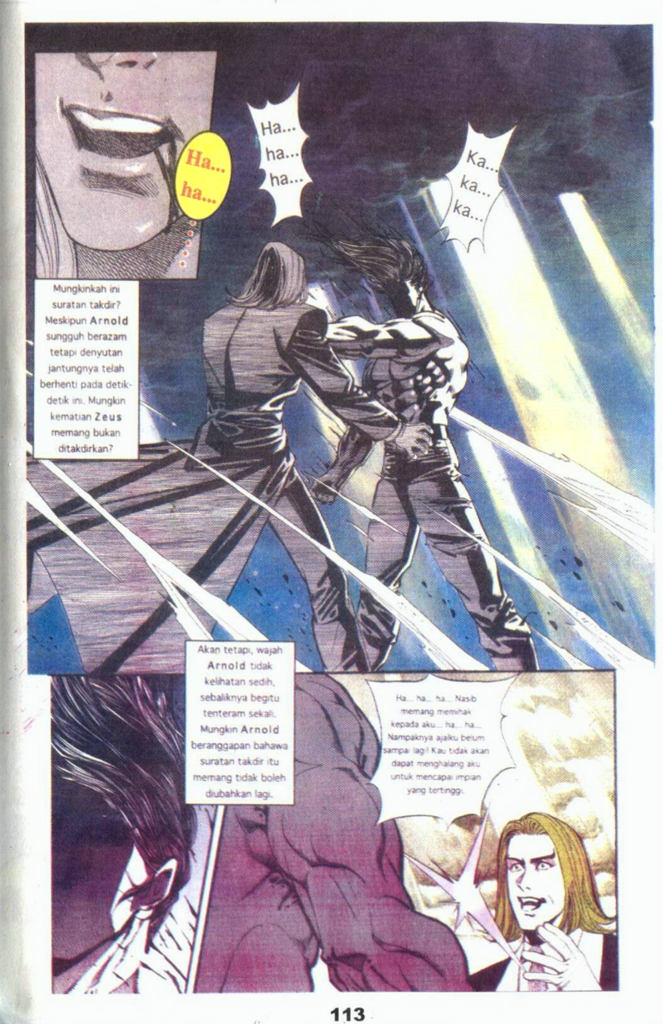 Ha...
ha...
Ha...
ha...
ha...
Ka...
ka...
ka...
Mungkinkah ini
suratan takdir?
Meskipun Arnold
sungguh berazam
tetapi denyutan
jantungnya telah
berhenti pada detik-
detik ini. Mungkin
kematian Zeus
memang bukan
ditakdirkan?
Akan tetapi, wajah
Arnold tidak
kelihatan sedih,
sebaliknya begitu
tenteram sekali.
Mungkin Arnold
beranggapan bahawa
suratan takdir itu
memang tidak boleh
diubahkan lagi.
Ha... ha... ha... Nasib
memang memihak
kepada aku... ha... ha...
Nampaknya ajalku belum
sampai lagi! Kau tidak akan
dapat menghalang aku
untuk mencapai impian
yang tertinggi.
113